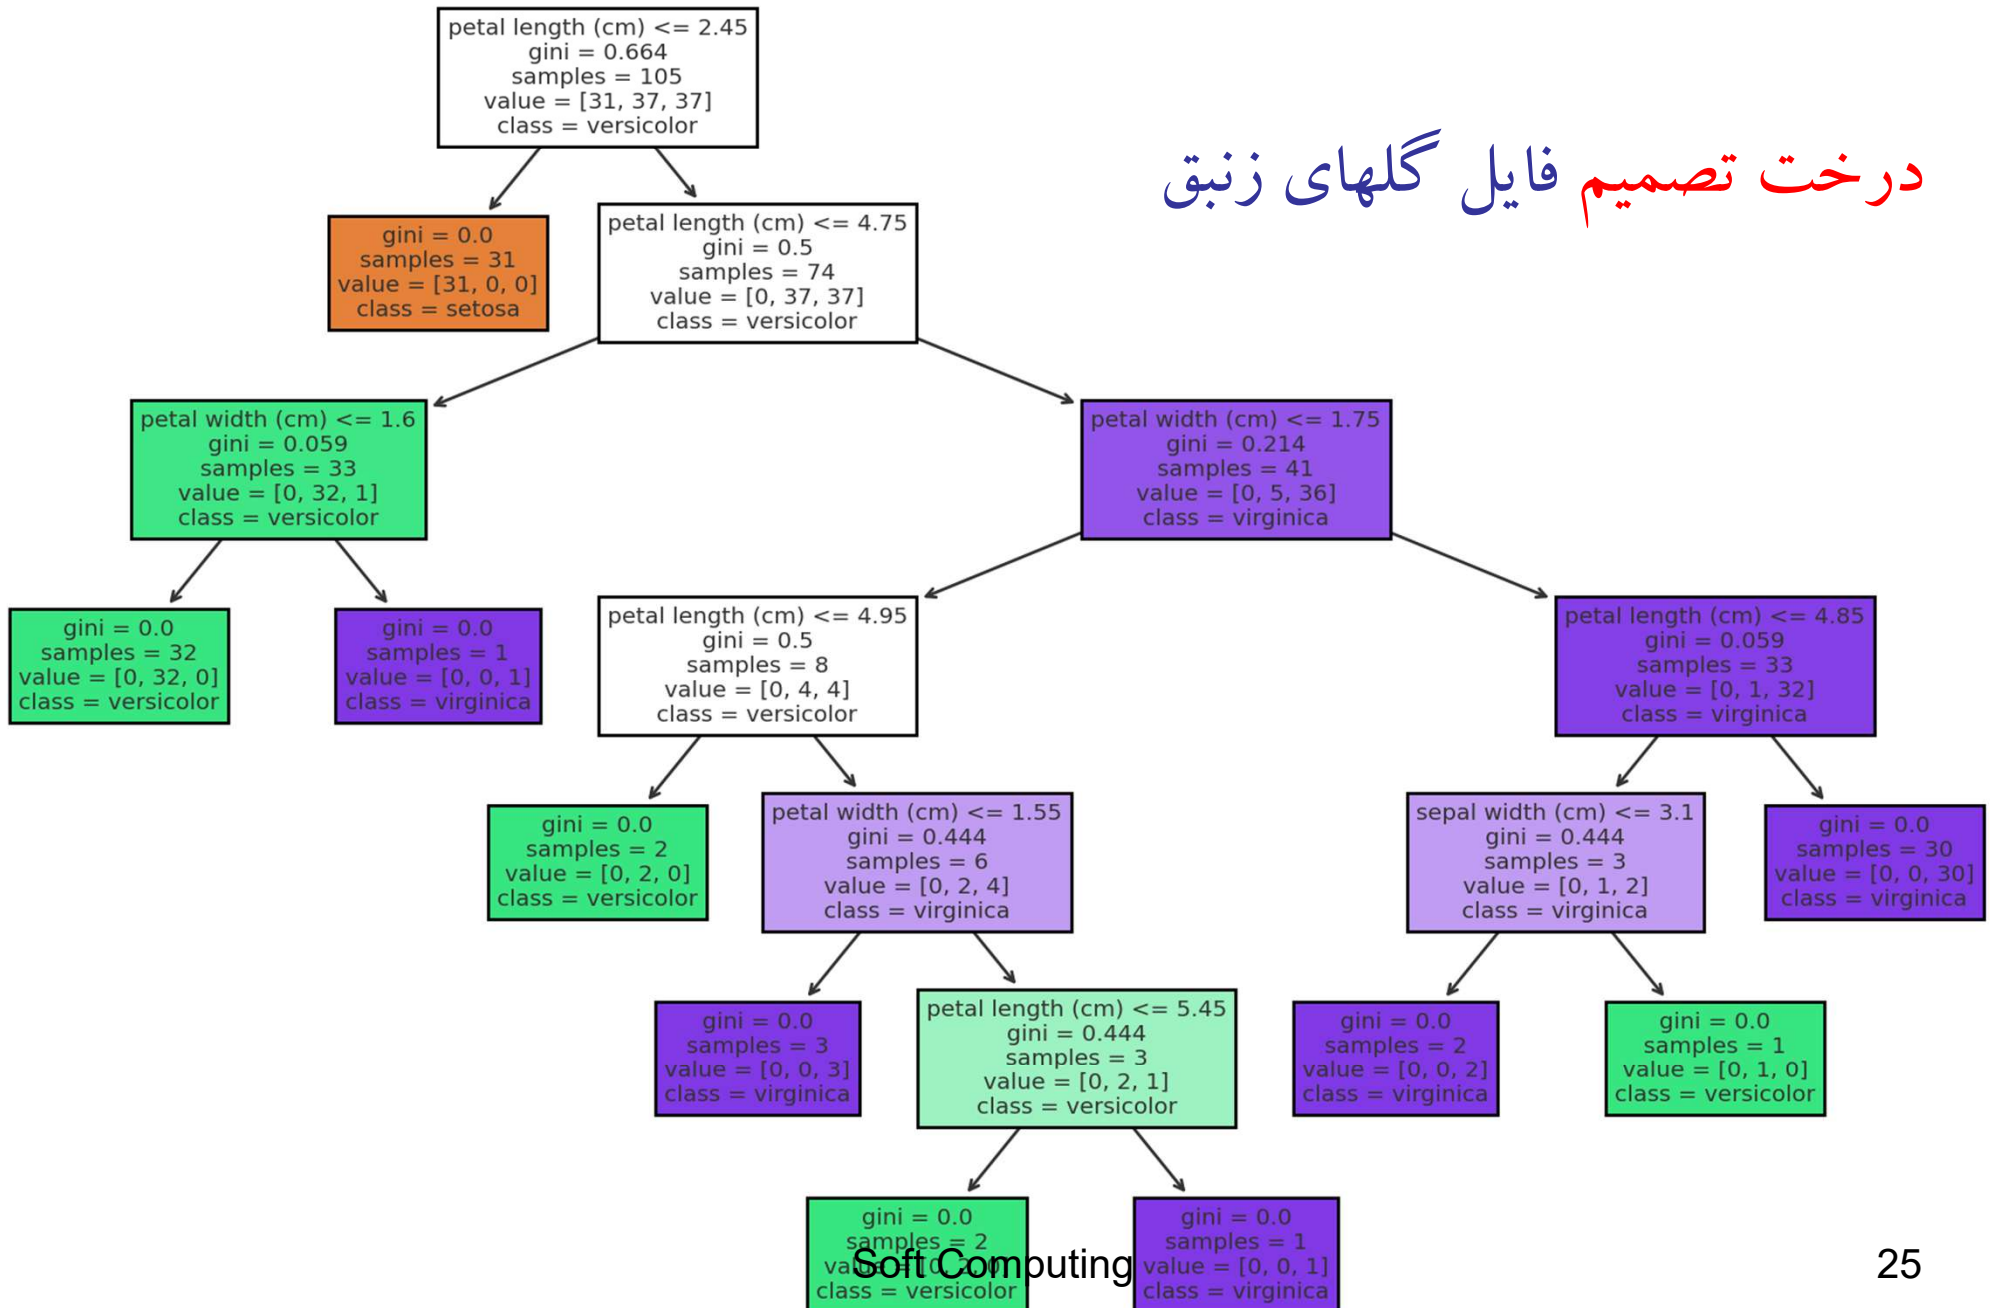 درخت تصمیم فایل گلهای زنبق
petal length (cm) <= 2.45
gini = 0.664
samples = 105
value = [31, 37, 37]
class = versicolor
gini = 0.0
samples = 31
value = [31, 0, 0]
class = setosa
petal length (cm) <= 4.75
gini = 0.5
samples = 74
value = [0, 37, 37]
class = versicolor
petal width (cm) <= 1.6
gini = 0.059
samples = 33
value = [0, 32, 1]
class = versicolor
petal width (cm) <= 1.75
gini = 0.214
samples = 41
value = [0, 5, 36]
class = virginica
gini = 0.0
samples = 32
value = [0, 32, 0]
class = versicolor
gini = 0.0
samples = 1
value = [0, 0, 1]
class = virginica
petal length (cm) <= 4.95
gini = 0.5
samples = 8
value = [0, 4, 4]
class = versicolor
petal length (cm) <= 4.85
gini = 0.059
samples = 33
value = [0, 1, 32]
class = virginica
gini = 0.0
samples = 2
value = [0, 2, 0]
class = versicolor
petal width (cm) <= 1.55
gini = 0.444
samples = 6
value = [0, 2, 4]
class = virginica
sepal width (cm) <= 3.1
gini = 0.444
samples = 3
value = [0, 1, 2]
class = virginica
gini = 0.0
samples = 30
value = [0, 0, 30]
class = virginica
gini = 0.0
samples = 3
value = [0, 0, 3]
class = virginica
petal length (cm) <= 5.45
gini = 0.444
samples = 3
value = [0, 2, 1]
class = versicolor
gini = 0.0
samples = 2
value = [0, 0, 2]
class = virginica
gini = 0.0
samples = 1
value = [0, 1, 0]
class = versicolor
gini = 0.0
samples = 2
value = [0, 2, 0]
class = versicolor
gini = 0.0
samples = 1
value = [0, 0, 1]
class = virginica
Soft Computing
25